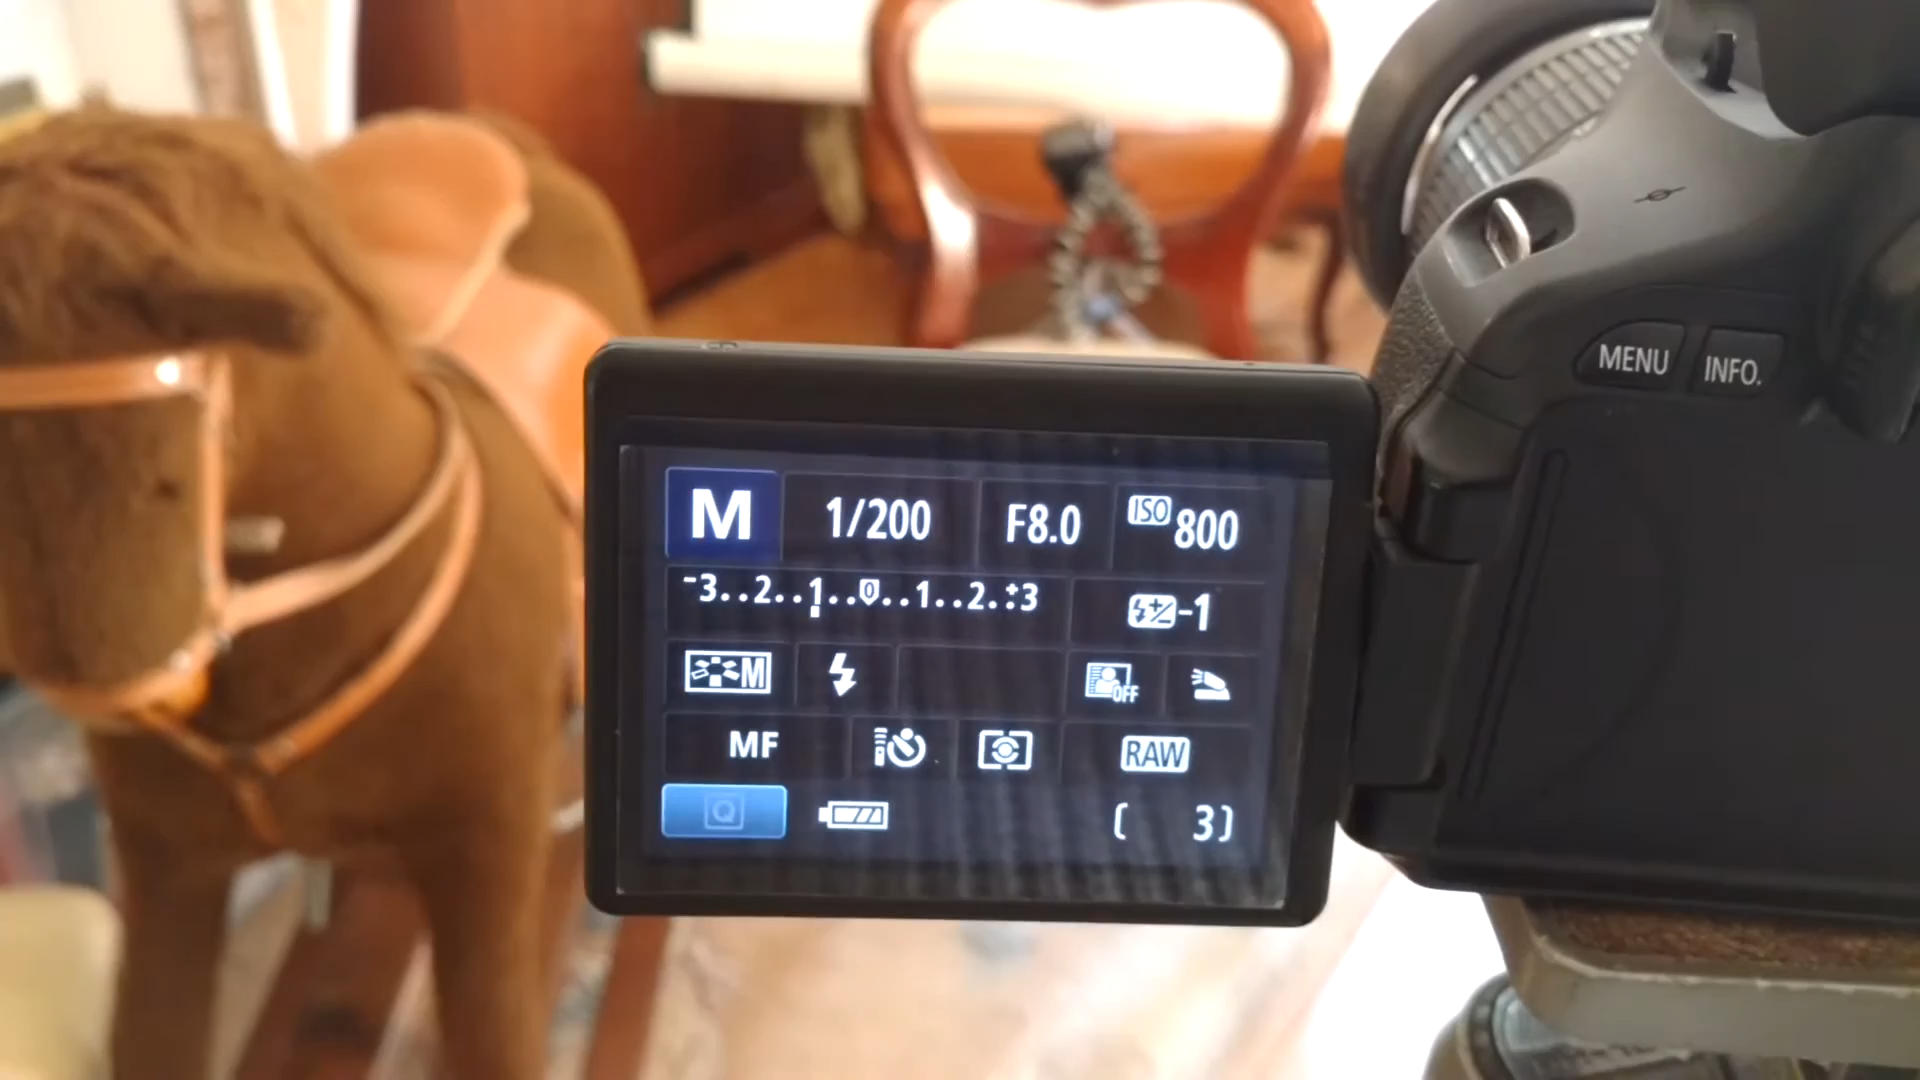 MENU INFO.
M 1/200 F8.0 ISO 800
-3..2..1..0..1..2..+3 -1
M OFF
MF RAW
Q [ 3]